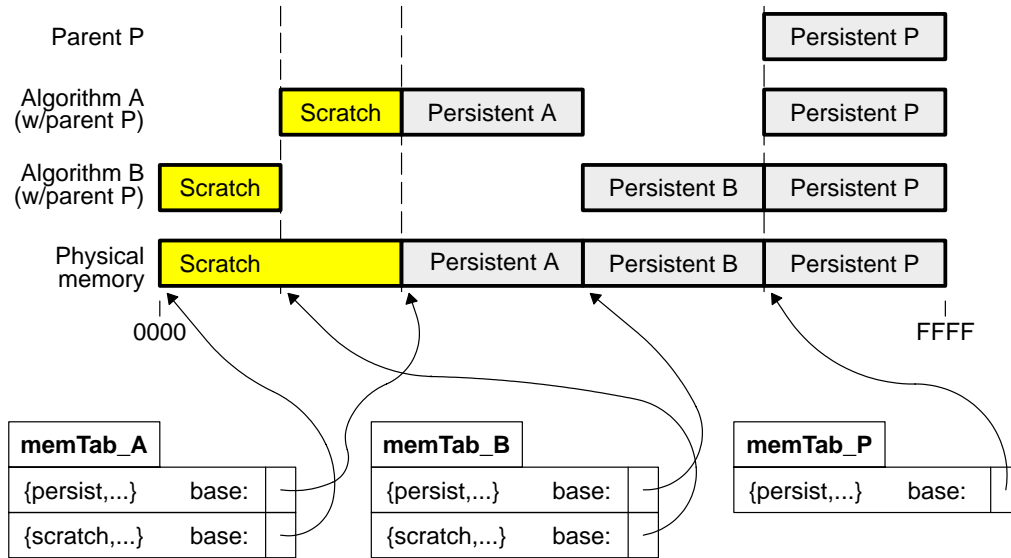 Parent P
Persistent P
Algorithm A
(w/parent P)
Scratch
Persistent A
Persistent P
Algorithm B
(w/parent P)
Scratch
Persistent B
Persistent P
Physical
memory
Scratch
Persistent A
Persistent B
Persistent P
0000
FFFF
memTab_A
{persist,...} base:
{scratch,...} base:
memTab_B
{persist,...} base:
{scratch,...} base:
memTab_P
{persist,...} base: